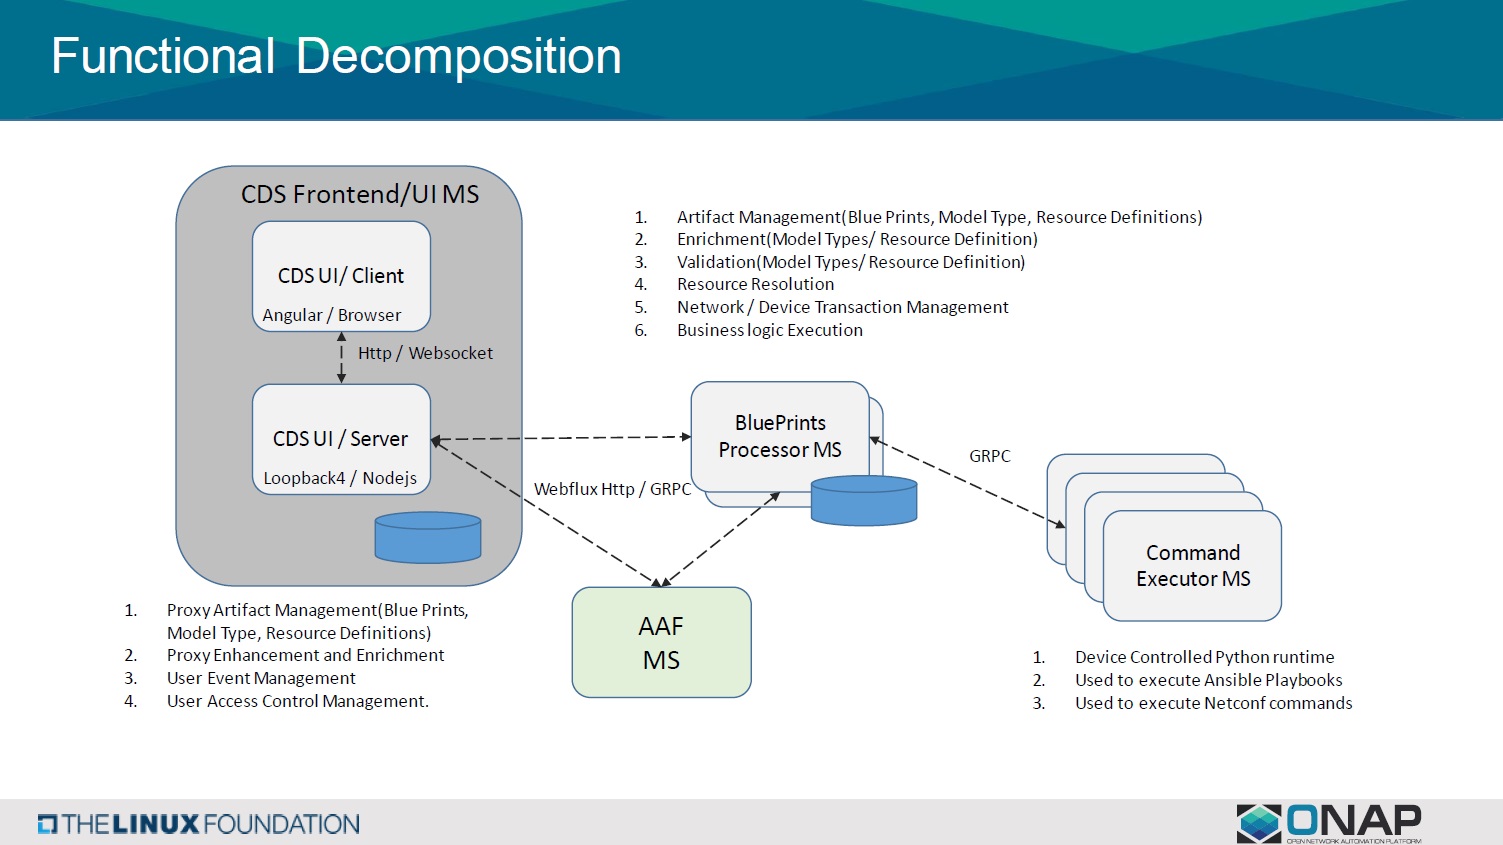 Functional Decomposition
CDS Frontend/UI MS
CDS UI/ Client
Angular / Browser
Http / Websocket
CDS UI / Server
Loopback4 / Nodejs
1. Proxy Artifact Management(Blue Prints,
Model Type, Resource Definitions)
2. Proxy Enhancement and Enrichment
3. User Event Management
4. User Access Control Management.
1. Artifact Management(Blue Prints, Model Type, Resource Definitions)
2. Enrichment(Model Types/ Resource Definition)
3. Validation(Model Types/ Resource Definition)
4. Resource Resolution
5. Network / Device Transaction Management
6. Business logic Execution
BluePrints
Processor MS
Webflux Http / GRPC
AAF
MS
GRPC
Command
Executor MS
1. Device Controlled Python runtime
2. Used to execute Ansible Playbooks
3. Used to execute Netconf commands
THE LINUX FOUNDATION
ONAP
OPEN NETWORK AUTOMATION PLATFORM